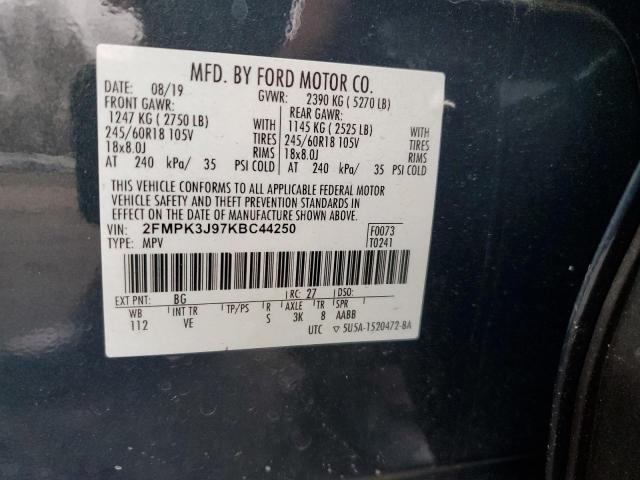 MFD. BY FORD MOTOR CO.
DATE: 08/19 GVWR: 2390 KG ( 5270 LB)
FRONT GAWR: REAR GAWR:
1247 KG ( 2750 LB) WITH 1145 KG ( 2525 LB) WITH
245/60R18 105V TIRES 245/60R18 105V TIRES
18x8.0J RIMS 18x8.0J RIMS
AT 240 kPa/ 35 PSI COLD AT 240 kPa/ 35 PSI COLD
THIS VEHICLE CONFORMS TO ALL APPLICABLE FEDERAL MOTOR
VEHICLE SAFETY AND THEFT PREVENTION STANDARDS IN
EFFECT ON THE DATE OF MANUFACTURE SHOWN ABOVE.
VIN: 2FMPK3J97KBC44250 F0073
TYPE: MPV T0241
EXT PNT: BG RC: 27 DSO:
WB INT TR TP/PS R AXLE TR SPR
112 VE S 3K 8 AABB
UTC ▽ 5U5A-1520472-BA